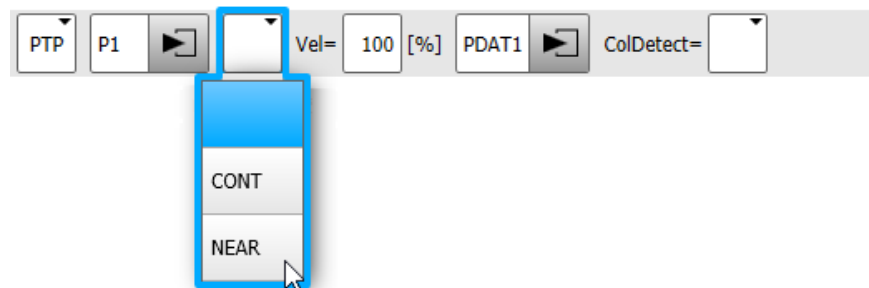 PTP P1 Vel= 100 [%] PDAT1 ColDetect=
CONT
NEAR